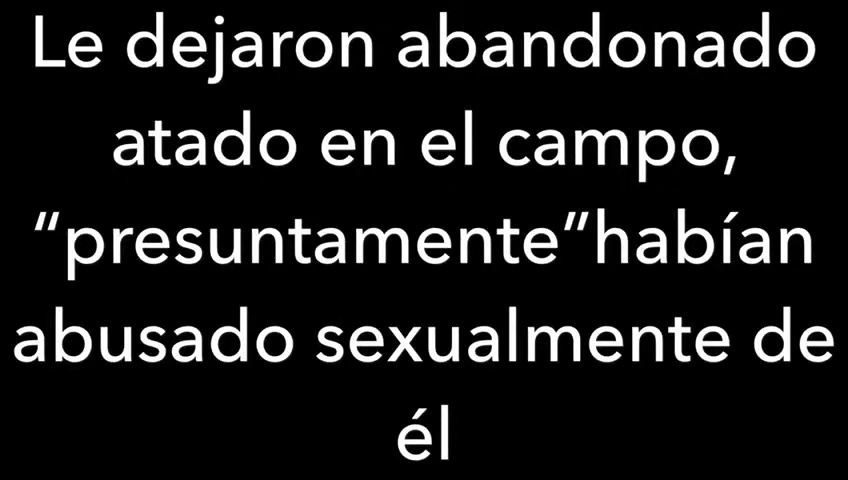 Le dejaron abandonado
atado en el campo,
“presuntamente”habían
abusado sexualmente de
él